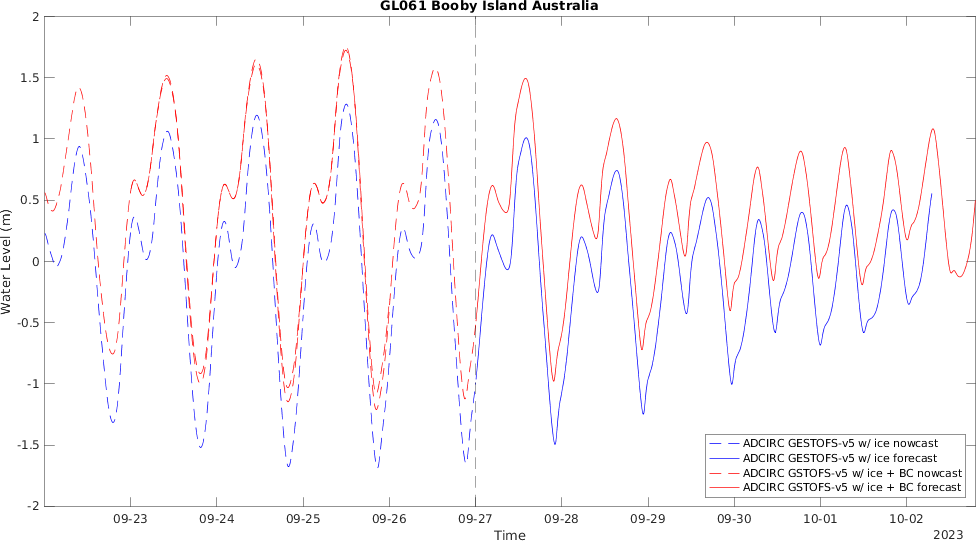 GL061 Booby Island Australia
2
1.5
1
0.5
0
-0.5
-1
-1.5
-2
Water Level (m)
09-23 09-24 09-25 09-26 09-27 09-28 09-29 09-30 10-01 10-02
Time
2023
ADCIRC GESTOFS-v5 w/ ice nowcast
ADCIRC GESTOFS-v5 w/ ice forecast
ADCIRC GSTOFS-v5 w/ ice + BC nowcast
ADCIRC GSTOFS-v5 w/ ice + BC forecast